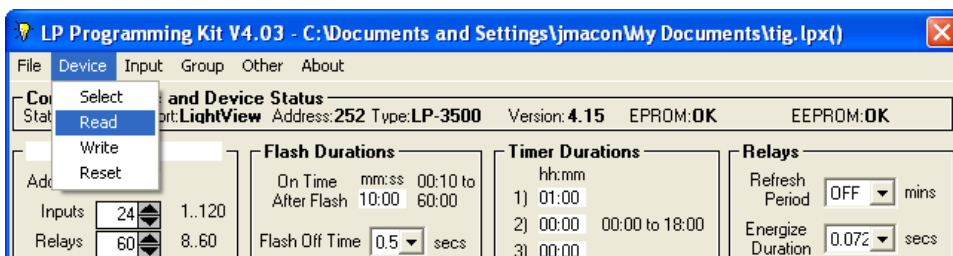 LP Programming Kit V4.03 - C:\Documents and Settings\jmacon\My Documents\tig.lpx()
File Device Input Group Other About
Select
Read
Write
Reset
and Device Status
LightView Address:252 Type:LP-3500 Version: 4.15 EPROM:OK EEPROM:OK
Inputs 24 1..120
Relays 60 8..60
Flash Durations
On Time mm:ss 00:10 to
After Flash 10:00 60:00
Flash Off Time 0.5 secs
Timer Durations
hh:mm
1) 01:00
2) 00:00 00:00 to 18:00
3) 00:00
Relays
Refresh
Period OFF mins
Energize
Duration 0.072 secs